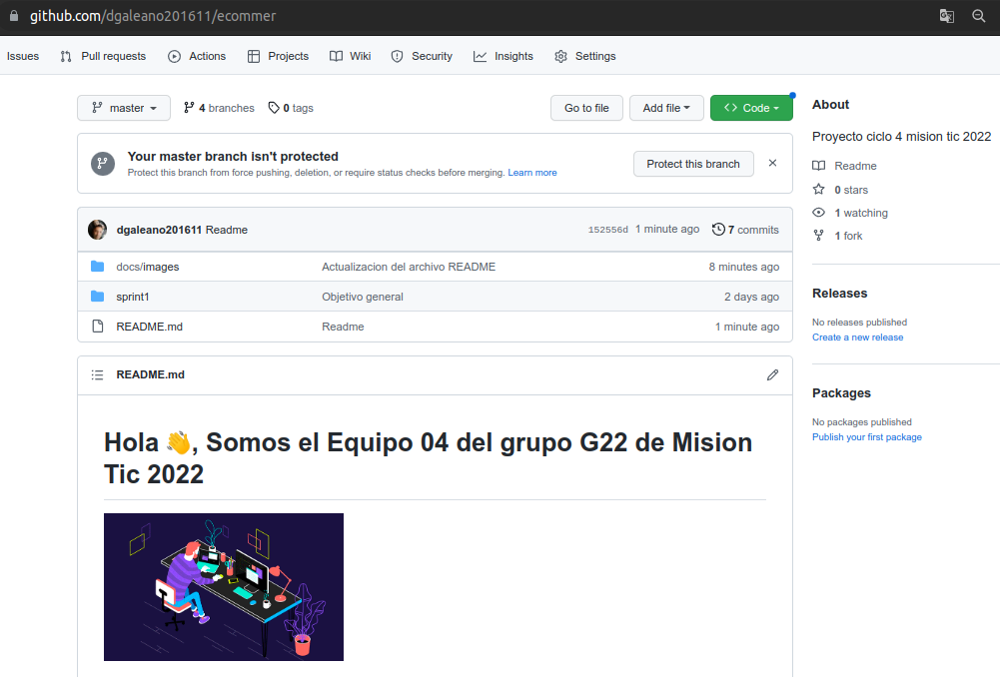 github.com/dgaleano201611/ecommer
Issues Pull requests Actions Projects Wiki Security Insights Settings
master 4 branches 0 tags Go to file Add file Code
Your master branch isn't protected
Protect this branch from force pushing, deletion, or require status checks before merging. Learn more
Protect this branch
dgaleano201611 Readme 152556d 1 minute ago 7 commits
docs/images Actualizacion del archivo README 8 minutes ago
sprint1 Objetivo general 2 days ago
README.md Readme 1 minute ago
README.md
Hola 👋, Somos el Equipo 04 del grupo G22 de Mision
Tic 2022
About
Proyecto ciclo 4 mision tic 2022
Readme
0 stars
1 watching
1 fork
Releases
No releases published
Create a new release
Packages
No packages published
Publish your first package